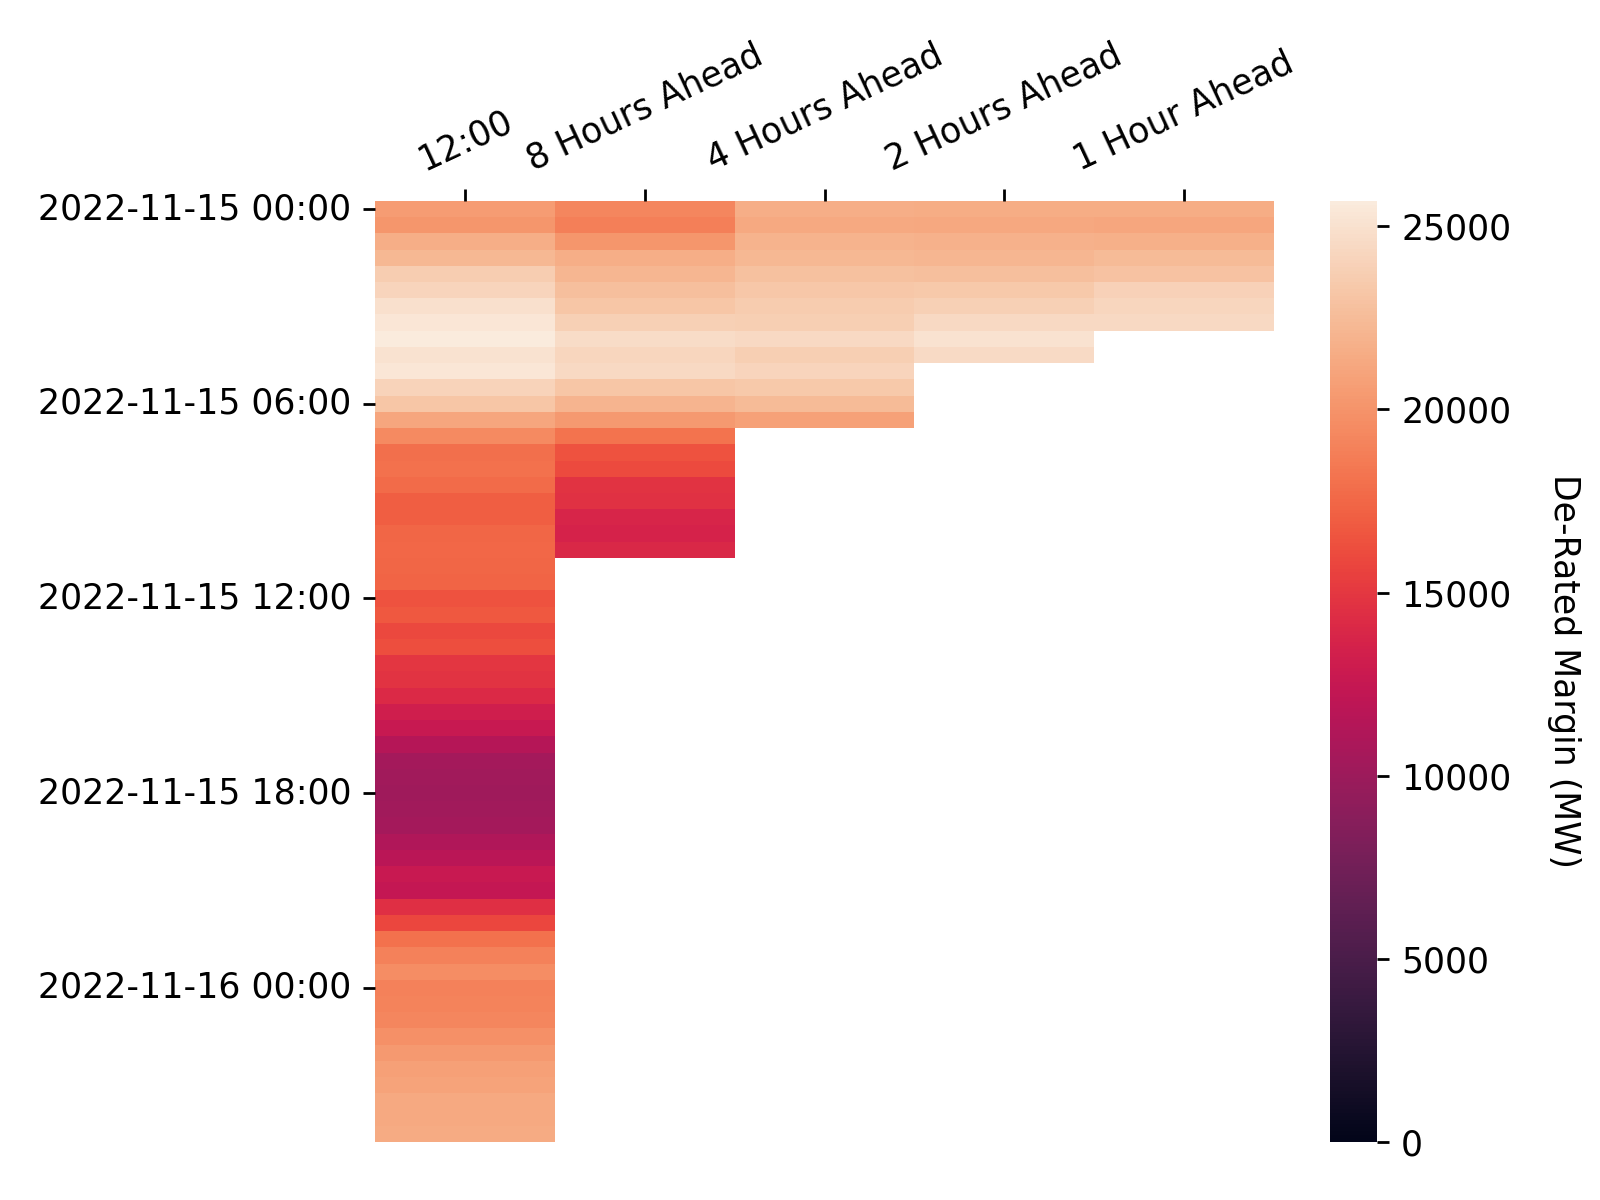 12:00
8 Hours Ahead
4 Hours Ahead
2 Hours Ahead
1 Hour Ahead
2022-11-15 00:00
2022-11-15 06:00
2022-11-15 12:00
2022-11-15 18:00
2022-11-16 00:00
25000
20000
15000
10000
5000
0
De-Rated Margin (MW)